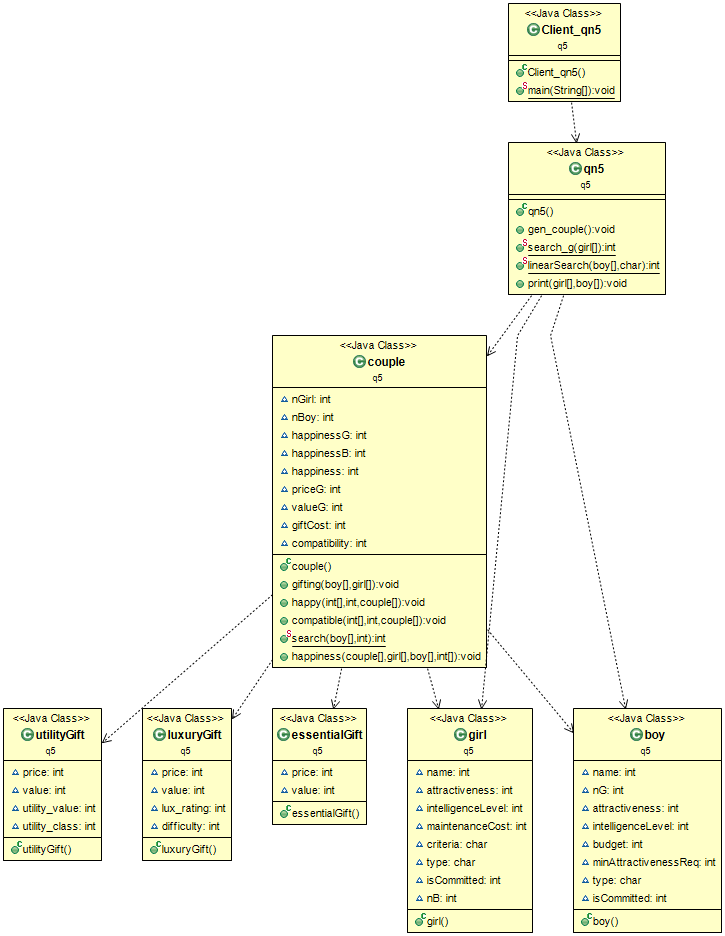 <<Java Class>>
Client_qn5
q5
Client_qn5()
main(String[]):void
<<Java Class>>
qn5
q5
qn5()
gen_couple():void
search_g(girl[]):int
linearSearch(boy[],char):int
print(girl[],boy[]):void
<<Java Class>>
couple
q5
nGirl: int
nBoy: int
happinessG: int
happinessB: int
happiness: int
priceG: int
valueG: int
giftCost: int
compatibility: int
couple()
gifting(boy[],girl[]):void
happy(int[],int,couple[]):void
compatible(int[],int,couple[]):void
search(boy[],int):int
happiness(couple[],girl[],boy[],int[]):void
<<Java Class>>
utilityGift
q5
price: int
value: int
utility_value: int
utility_class: int
utilityGift()
<<Java Class>>
luxuryGift
q5
price: int
value: int
lux_rating: int
difficulty: int
luxuryGift()
<<Java Class>>
essentialGift
q5
price: int
value: int
essentialGift()
<<Java Class>>
girl
q5
name: int
attractiveness: int
intelligenceLevel: int
maintenanceCost: int
criteria: char
type: char
isCommitted: int
nB: int
girl()
<<Java Class>>
boy
q5
name: int
nG: int
attractiveness: int
intelligenceLevel: int
budget: int
minAttractivenessReq: int
type: char
isCommitted: int
boy()